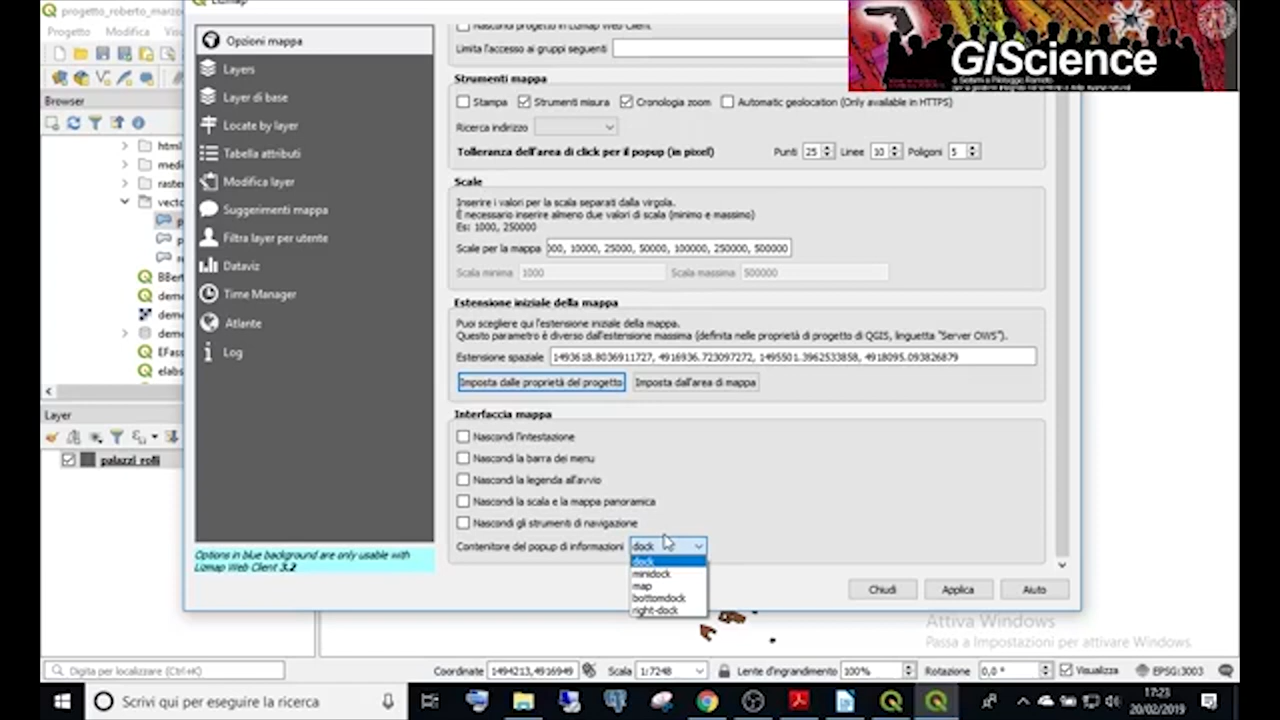 progetto_roberto_marzo
Lizmap
Progetto Modifica
Browser
html
medi
raste
vecto
BBer
demo
demo
demo
EFass
elabs
Layer
palazzi_rolli
Opzioni mappa
Layers
Layer di base
Locate by layer
Tabella attributi
Modifica layer
Suggerimenti mappa
Filtra layer per utente
Dataviz
Time Manager
Atlante
Log
Options in blue background are only usable with
Lizmap Web Client 3.2
Nascondi progetto in Lizmap Web Client
Limita l'accesso ai gruppi seguenti
Strumenti mappa
Stampa Strumenti misura Cronologia zoom Automatic geolocation (Only available in HTTPS)
Ricerca indirizzo
Tolleranza dell'area di click per il popup (in pixel) Punti 25 Linee 10 Poligoni 5
Scale
Inserire i valori per la scala separati dalla virgola.
È necessario inserire almeno due valori di scala (minimo e massimo)
Es: 1000, 250000
Scale per la mappa 000, 10000, 25000, 50000, 100000, 250000, 500000
Scala minima 1000 Scala massima 500000
Estensione iniziale della mappa
Puoi scegliere qui l'estensione iniziale della mappa.
Questo parametro è diverso dall'estensione massima (definita nelle proprietà di progetto di QGIS, linguetta "Server OWS").
Estensione spaziale 1493618.8036911727, 4916936.723097272, 1495501.3962533858, 4918095.093826879
Imposta dalle proprietà del progetto Imposta dall'area di mappa
Interfaccia mappa
Nascondi l'intestazione
Nascondi la barra dei menu
Nascondi la legenda all'avvio
Nascondi la scala e la mappa panoramica
Nascondi gli strumenti di navigazione
Contenitore del popup di informazioni dock
dock
minidock
map
bottomdock
right-dock
Chiudi Applica Aiuto
GIScience
e Sistemi a Pilotaggio Remoto
Attiva Windows
Passa a Impostazioni per attivare Windows.
Digita per localizzare (Ctrl+K) Coordinate 1494213,4916949 Scala 1:7248 Lente d'ingrandimento 100% Rotazione 0,0 ° Visualizza EPSG:3003
Scrivi qui per eseguire la ricerca
17:23
20/02/2019